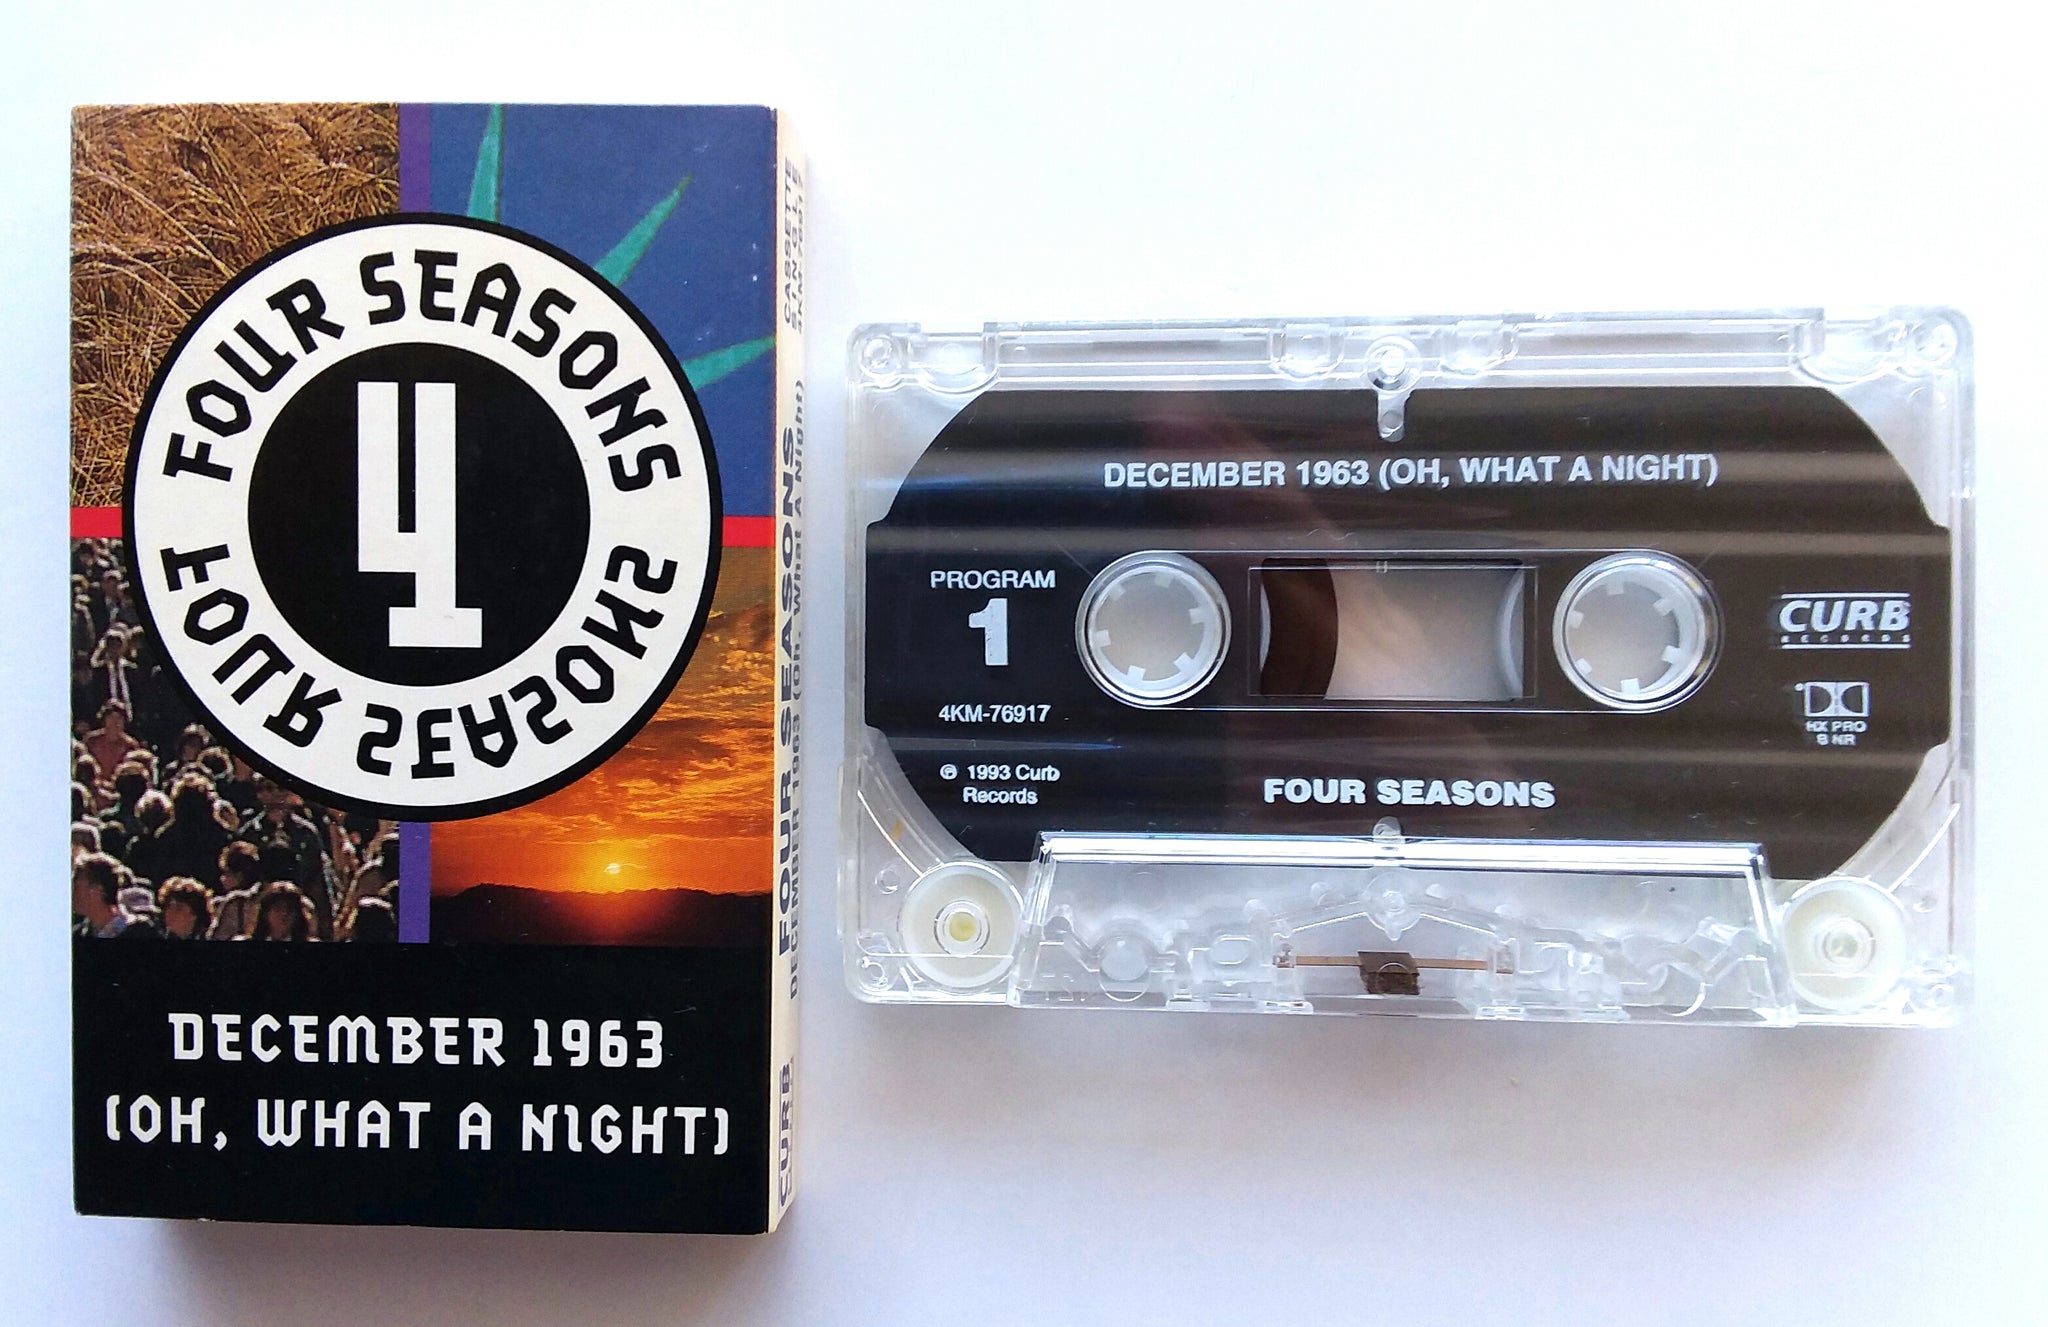 FOUR SEASONS
4
FOUR SEASONS
DECEMBER 1963
(OH, WHAT A NIGHT)
CASSETTE
SINGLE
FOUR SEASONS
DECEMBER 1963 (Oh, What A Night)
CURB
DECEMBER 1963 (OH, WHAT A NIGHT)
PROGRAM
1
4KM-76917
℗ 1993 Curb
Records
FOUR SEASONS
CURB
RECORDS
HX PRO
B NR